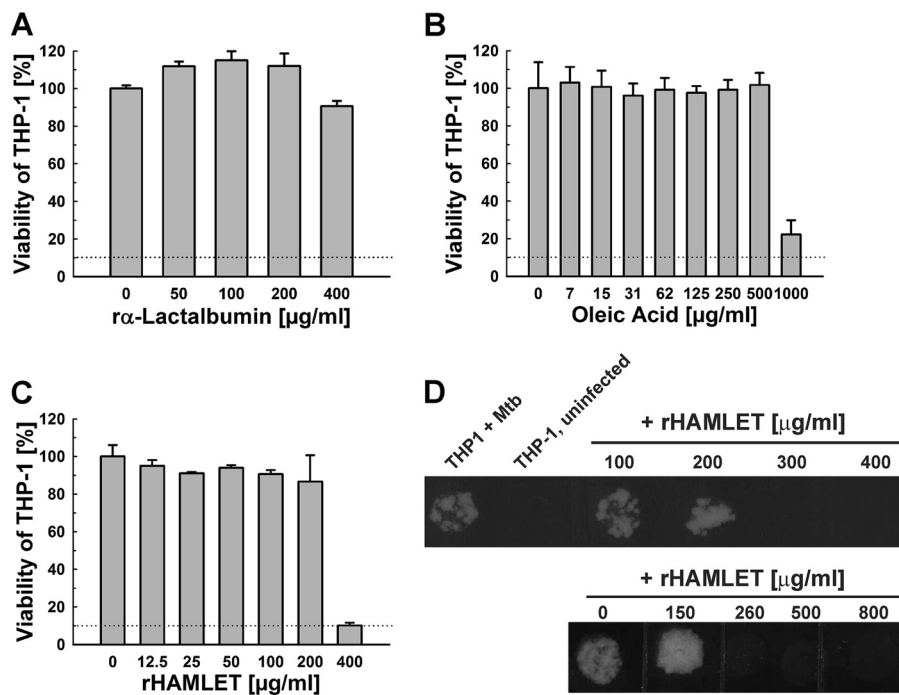 A
Viability of THP-1 [%]
120
100
80
60
40
20
0
0 50 100 200 400
rα-Lactalbumin [µg/ml]
B
Viability of THP-1 [%]
120
100
80
60
40
20
0
0 7 15 31 62 125 250 500 1000
Oleic Acid [µg/ml]
C
Viability of THP-1 [%]
120
100
80
60
40
20
0
0 12.5 25 50 100 200 400
rHAMLET [µg/ml]
D
THP1 + Mtb
THP-1, uninfected
+ rHAMLET [µg/ml]
100 200 300 400
+ rHAMLET [µg/ml]
0 150 260 500 800